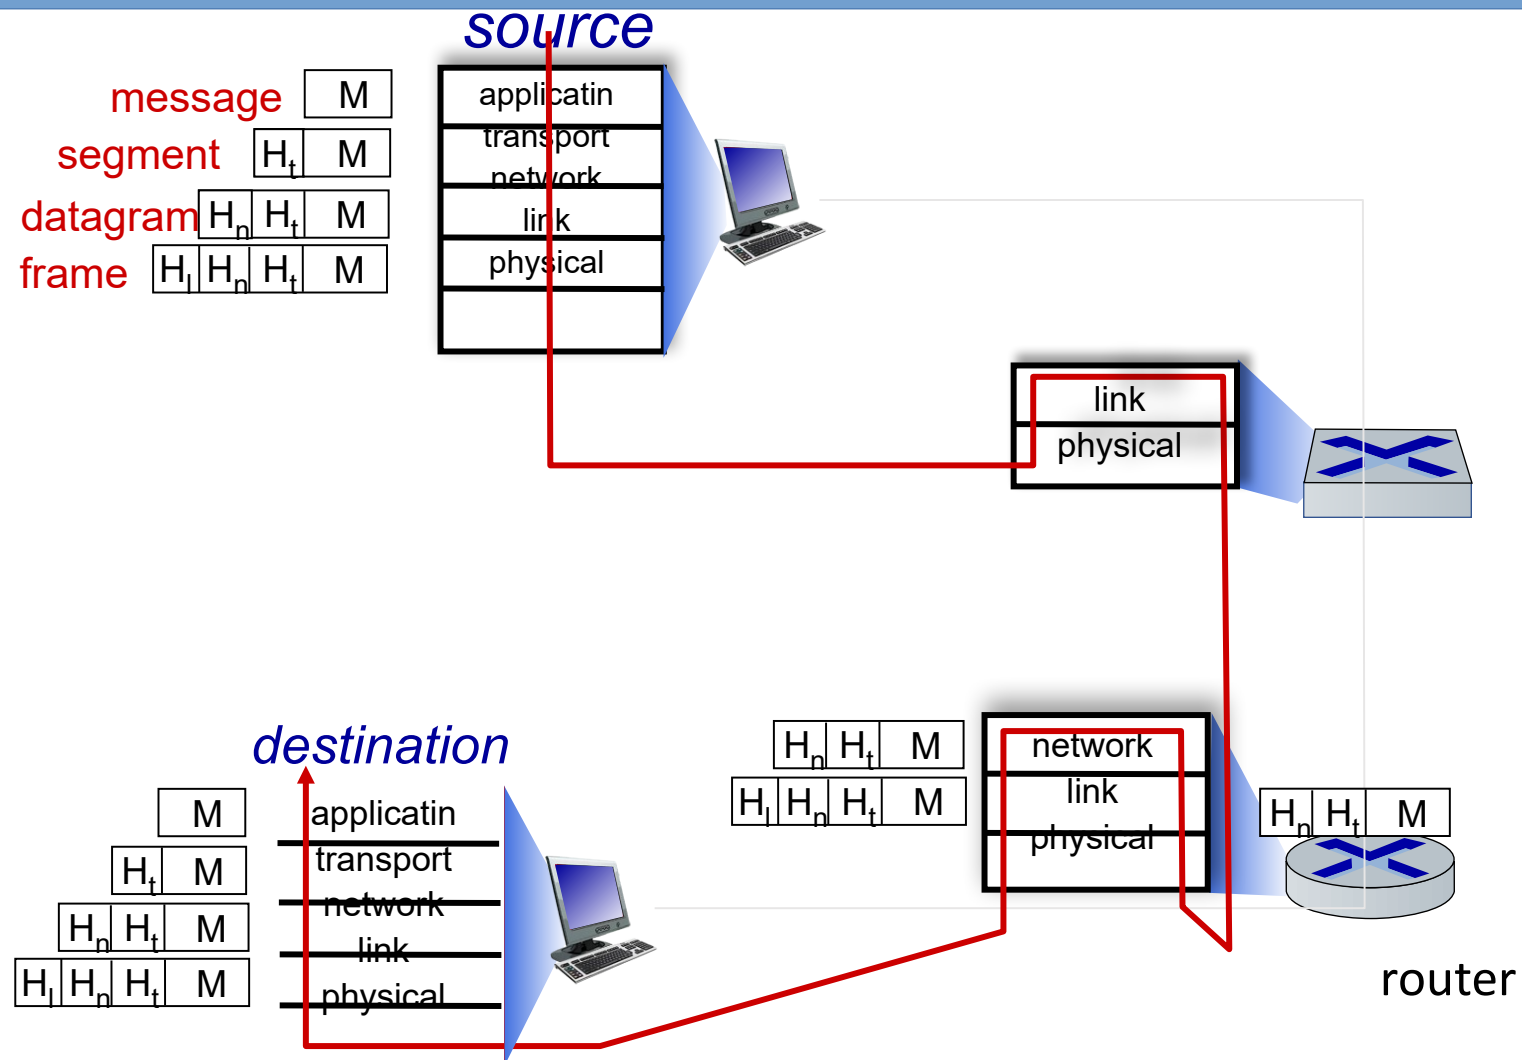 source
message M
segment Ht M
datagram Hn Ht M
frame Hl Hn Ht M
applicatin
transport
network
link
physical
link
physical
destination
M
Ht M
Hn Ht M
Hl Hn Ht M
applicatin
transport
network
link
physical
Hn Ht M
Hl Hn Ht M
network
link
physical
Hn Ht M
router